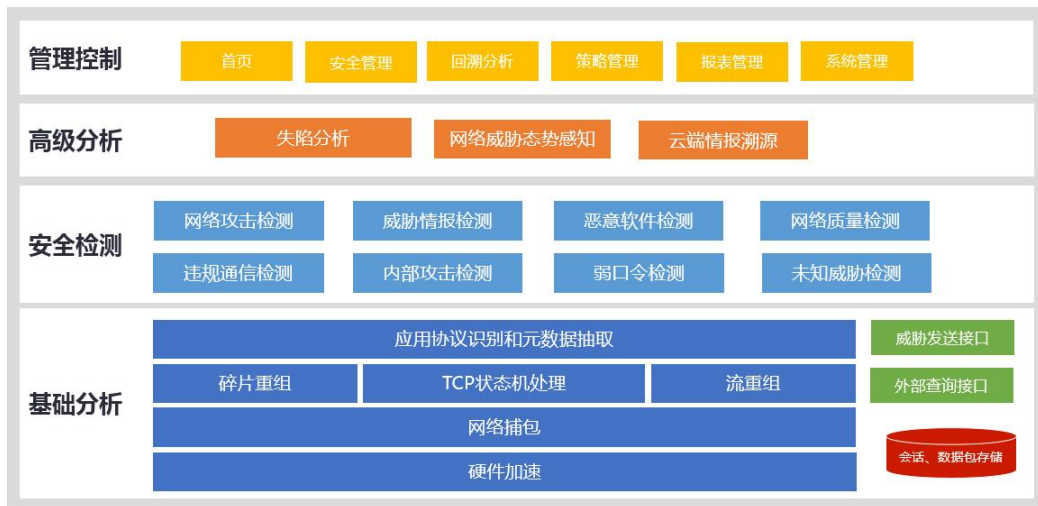 管理控制
首页
安全管理
回溯分析
策略管理
报表管理
系统管理
高级分析
失陷分析
网络威胁态势感知
云端情报溯源
安全检测
网络攻击检测
威胁情报检测
恶意软件检测
网络质量检测
违规通信检测
内部攻击检测
弱口令检测
未知威胁检测
基础分析
应用协议识别和元数据抽取
碎片重组
TCP状态机处理
流重组
网络捕包
硬件加速
威胁发送接口
外部查询接口
会话、数据包存储